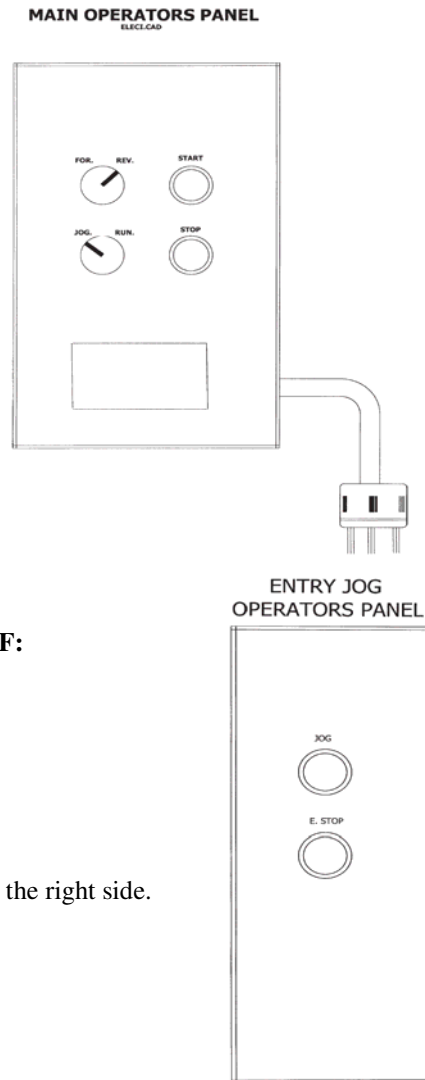 MAIN OPERATORS PANEL
ELECI.CAD
FOR. REV. START
JOG. RUN. STOP
ENTRY JOG
OPERATORS PANEL
F:
JOG
E. STOP
the right side.